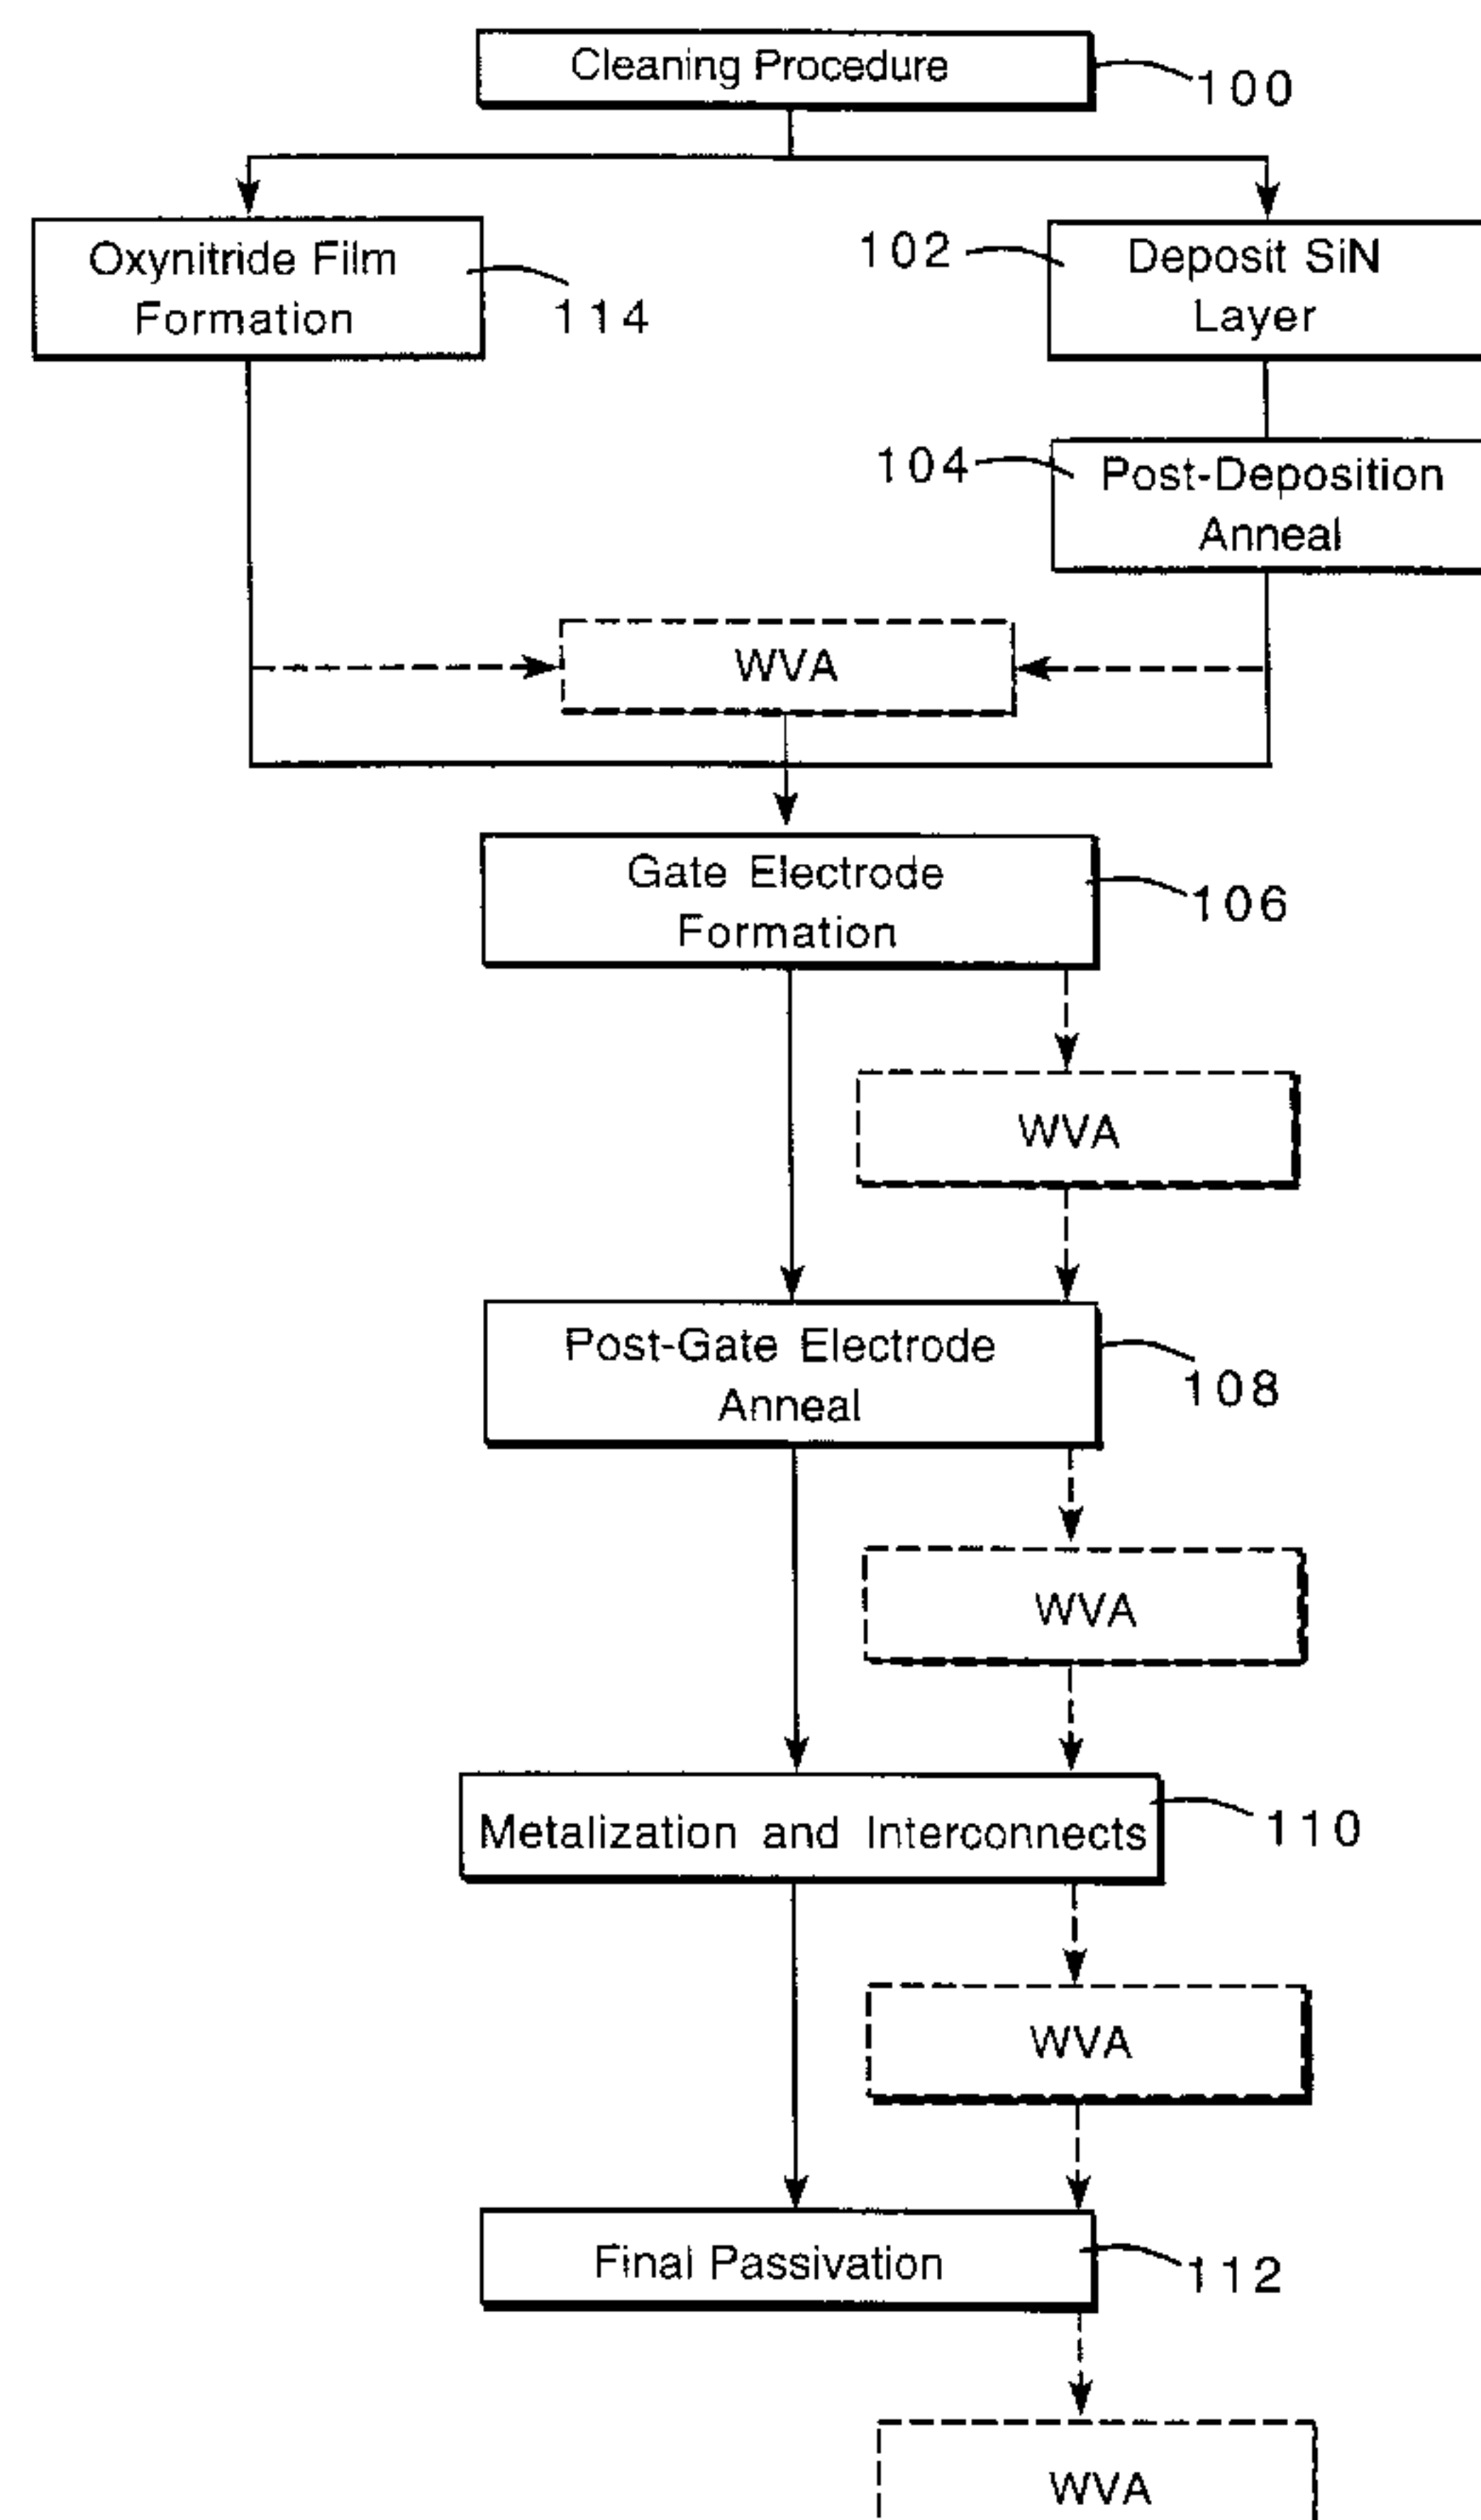 Cleaning Procedure
100
Oxynitride Film
Formation
114
102
Deposit SiN
Layer
104
Post-Deposition
Anneal
WVA
Gate Electrode
Formation
106
WVA
Post-Gate Electrode
Anneal
108
WVA
Metalization and Interconnects
110
WVA
Final Passivation
112
WVA